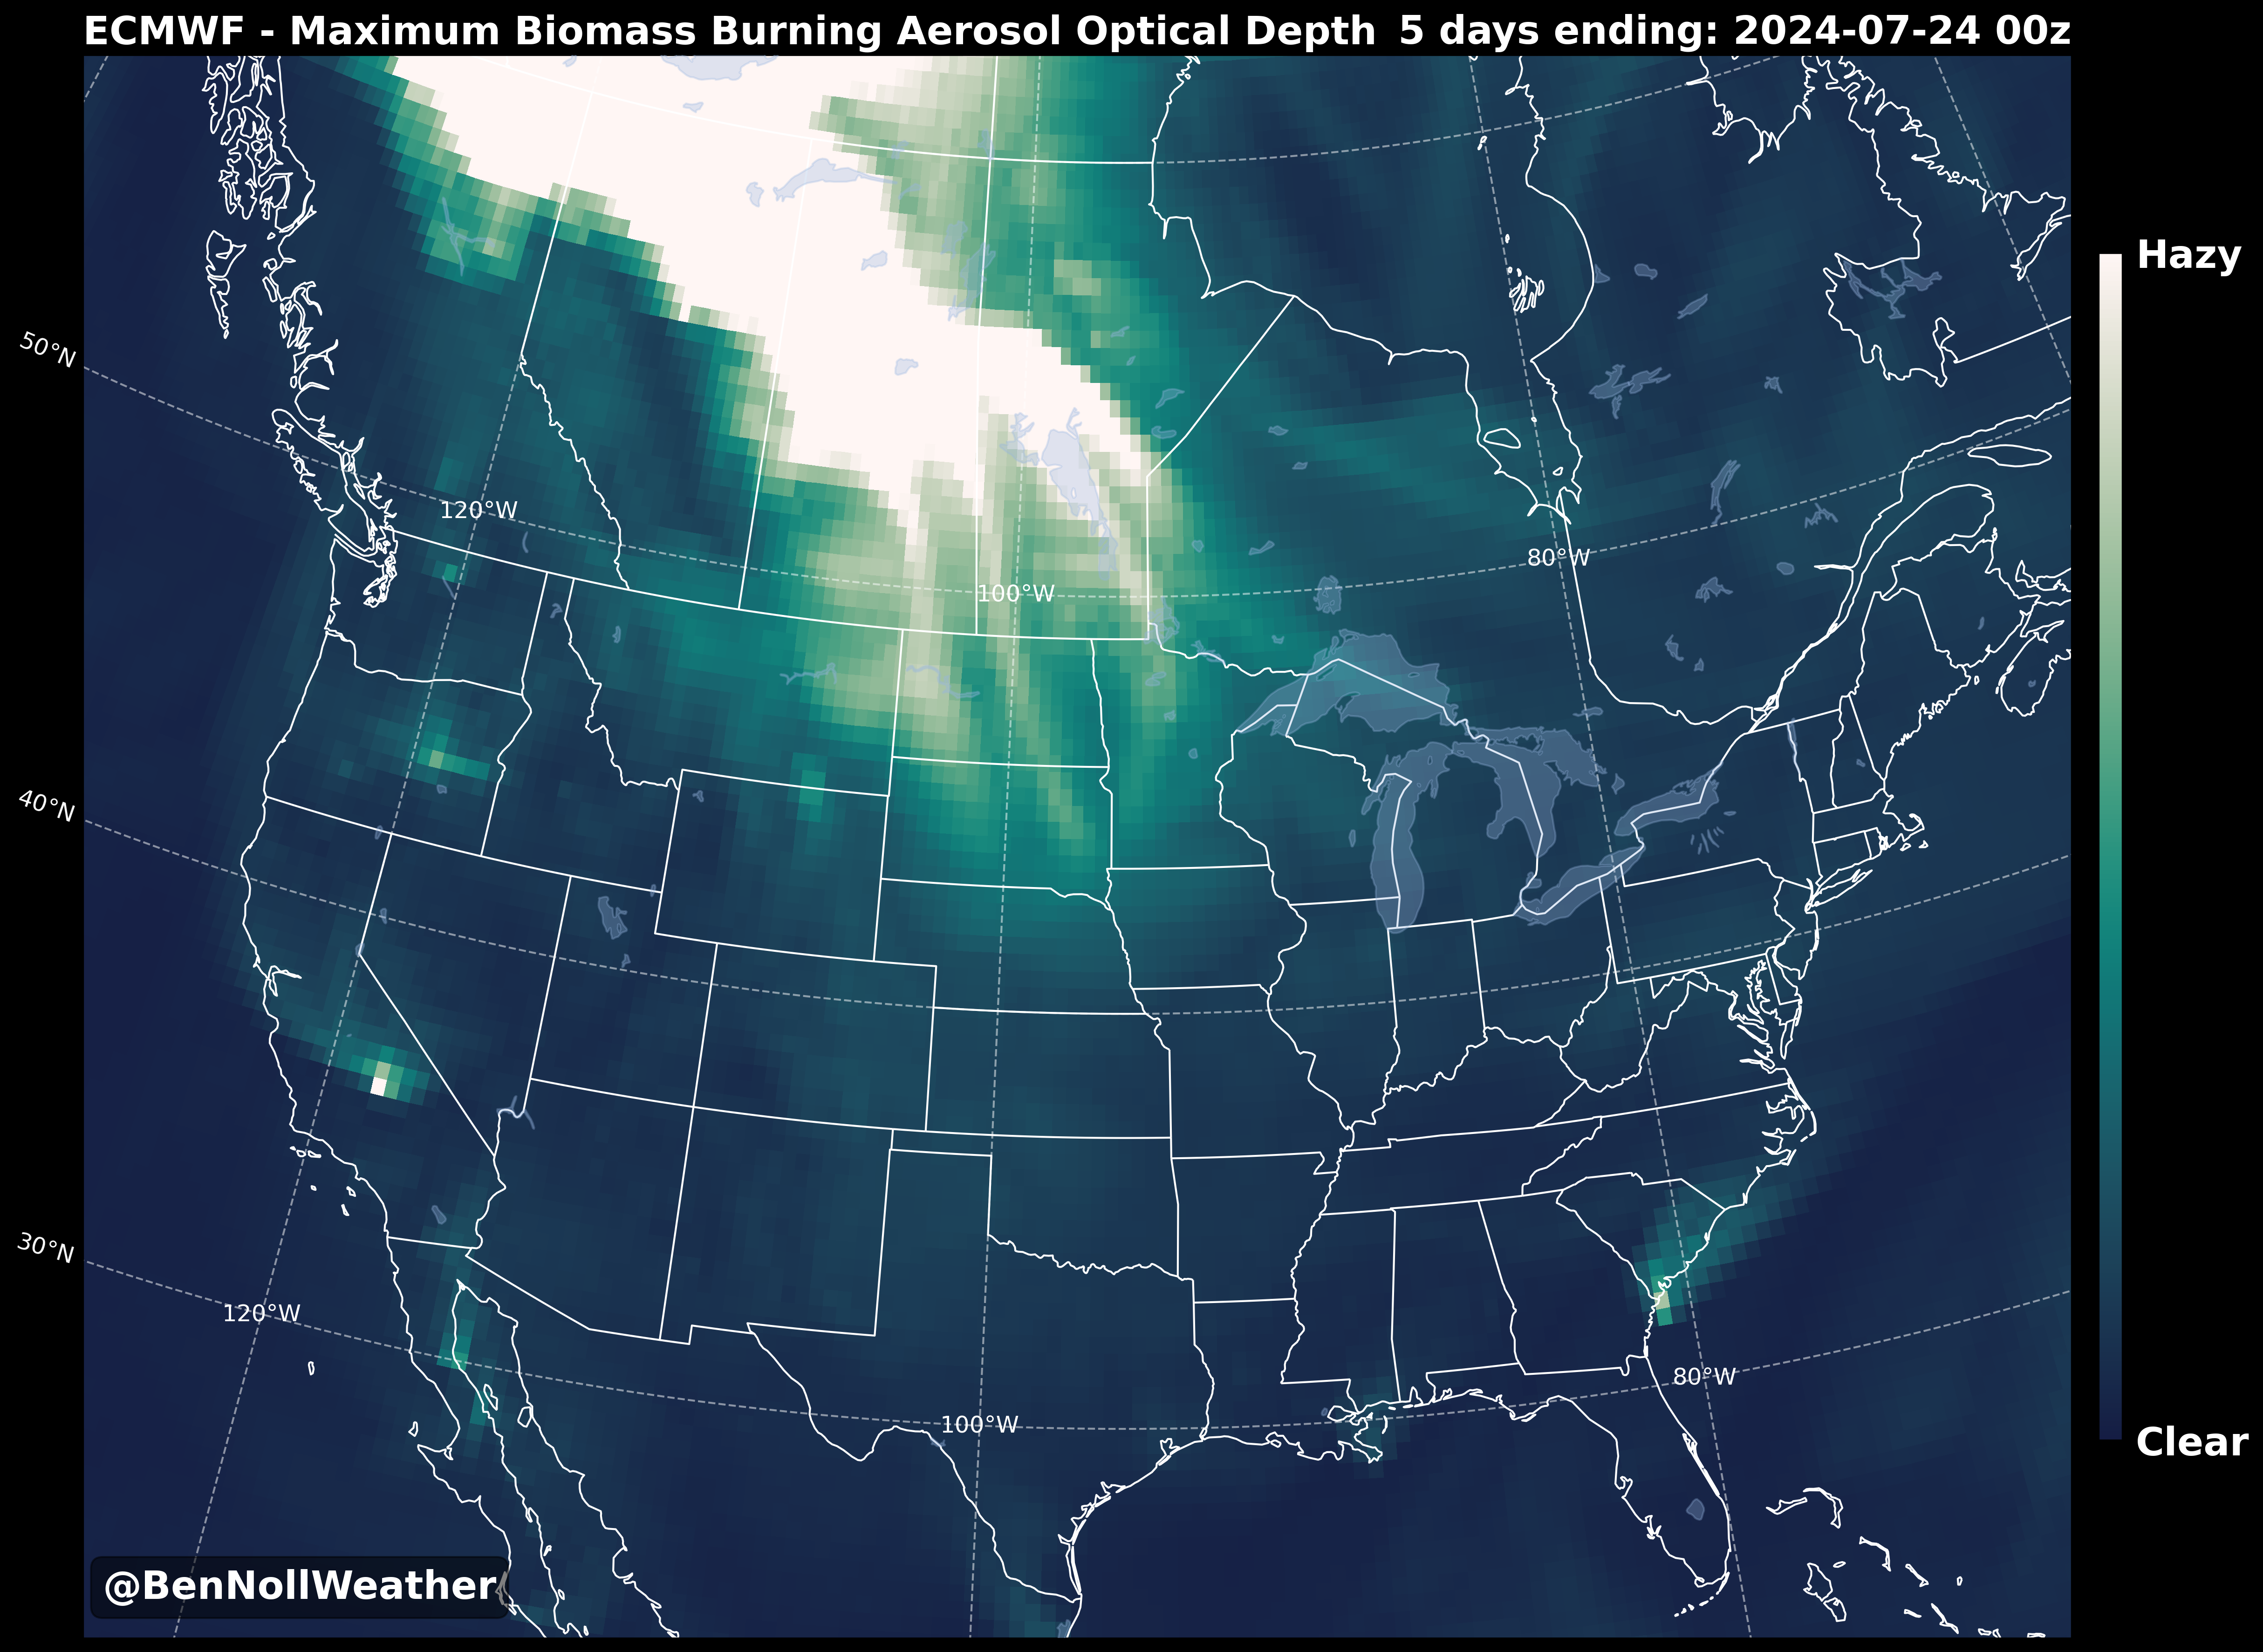 ECMWF - Maximum Biomass Burning Aerosol Optical Depth 5 days ending: 2024-07-24 00z
Hazy
50°N
120°W
80°W
100°W
40°N
30°N
120°W
80°W
100°W
Clear
@BenNollWeather